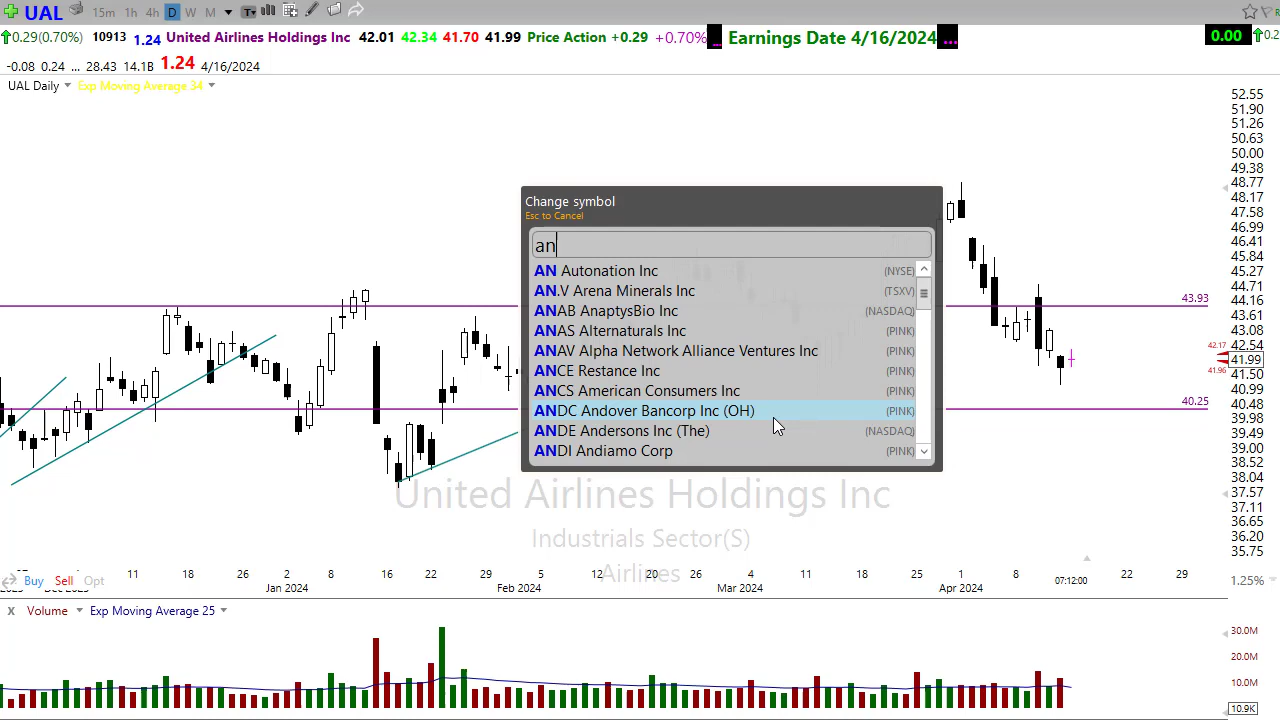 UAL 15m 1h 4h D W M
0.29(0.70%) 10913 1.24 United Airlines Holdings Inc 42.01 42.34 41.70 41.99 Price Action +0.29 +0.70% ... Earnings Date 4/16/2024 ... 0.00 0.2
-0.08 0.24 ... 28.43 14.1B 1.24 4/16/2024
UAL Daily Exp Moving Average 34
52.55
51.90
51.26
50.63
50.00
49.38
48.77
48.17
47.58
46.99
46.41
45.84
45.27
44.71
44.16
43.61
43.08
42.54
41.99
41.50
40.99
40.49
39.98
39.49
39.00
38.52
38.04
37.57
37.11
36.65
36.20
35.75
43.93
42.17
41.96
40.25
Change symbol
Esc to Cancel
an
AN Autonation Inc (NYSE)
AN.V Arena Minerals Inc (TSXV)
ANAB AnaptysBio Inc (NASDAQ)
ANAS Alternaturals Inc (PINK)
ANAV Alpha Network Alliance Ventures Inc (PINK)
ANCE Restance Inc (PINK)
ANCS American Consumers Inc (PINK)
ANDC Andover Bancorp Inc (OH) (PINK)
ANDE Andersons Inc (The) (NASDAQ)
ANDI Andiamo Corp (PINK)
United Airlines Holdings Inc
Industrials Sector(S)
Airlines
Buy Sell Opt
11 18 26 2 8 16 22 29 5 12 20 26 4 11 18 25 1 8 07:12:00 22 29
Jan 2024 Feb 2024 Mar 2024 Apr 2024
1.25%
X Volume Exp Moving Average 25
30.0M
20.0M
10.0M
10.9K